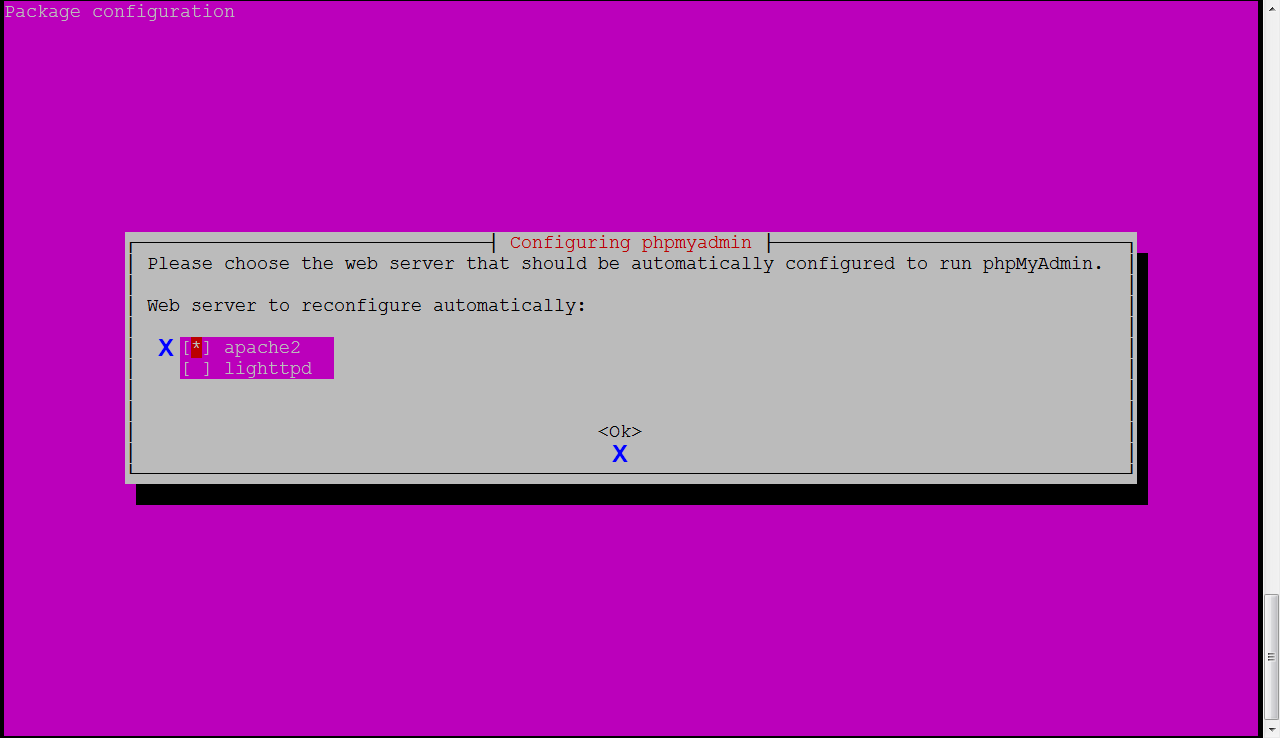 Package configuration
Configuring phpmyadmin
Please choose the web server that should be automatically configured to run phpMyAdmin.
Web server to reconfigure automatically:
X [*] apache2
[ ] lighttpd
<Ok>
X